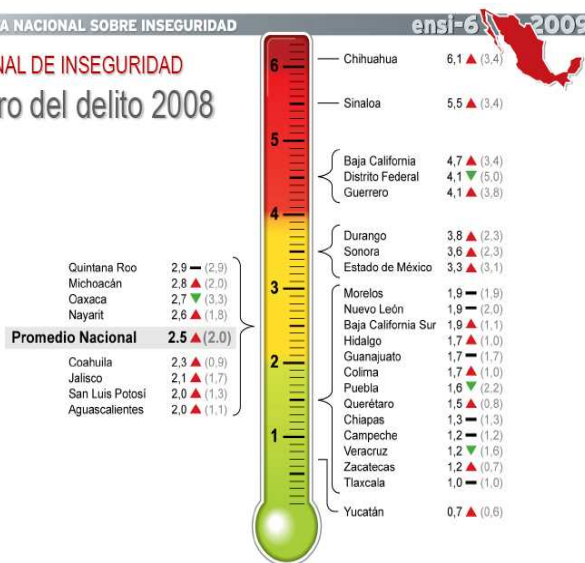 A NACIONAL SOBRE INSEGURIDAD
ensi-6
2009
NAL DE INSEGURIDAD
ro del delito 2008
6
5
4
3
2
1
Chihuahua 6,1 ▲ (3,4)
Sinaloa 5,5 ▲ (3,4)
Baja California 4,7 ▲ (3,4)
Distrito Federal 4,1 ▼ (5,0)
Guerrero 4,1 ▲ (3,8)
Durango 3,8 ▲ (2,3)
Sonora 3,6 ▲ (2,3)
Estado de México 3,3 ▲ (3,1)
Quintana Roo 2,9 – (2,9)
Michoacán 2,8 ▲ (2,0)
Oaxaca 2,7 ▼ (3,3)
Nayarit 2,6 ▲ (1,8)
Promedio Nacional 2.5 ▲ (2.0)
Coahuila 2,3 ▲ (0,9)
Jalisco 2,1 ▲ (1,7)
San Luis Potosí 2,0 ▲ (1,3)
Aguascalientes 2,0 ▲ (1,1)
Morelos 1,9 – (1,9)
Nuevo León 1,9 – (2,0)
Baja California Sur 1,9 ▲ (1,1)
Hidalgo 1,7 ▲ (1,0)
Guanajuato 1,7 – (1,7)
Colima 1,7 ▲ (1,0)
Puebla 1,6 ▼ (2,2)
Querétaro 1,5 ▲ (0,8)
Chiapas 1,3 – (1,3)
Campeche 1,2 – (1,2)
Veracruz 1,2 ▼ (1,6)
Zacatecas 1,2 ▲ (0,7)
Tlaxcala 1,0 – (1,0)
Yucatán 0,7 ▲ (0,6)